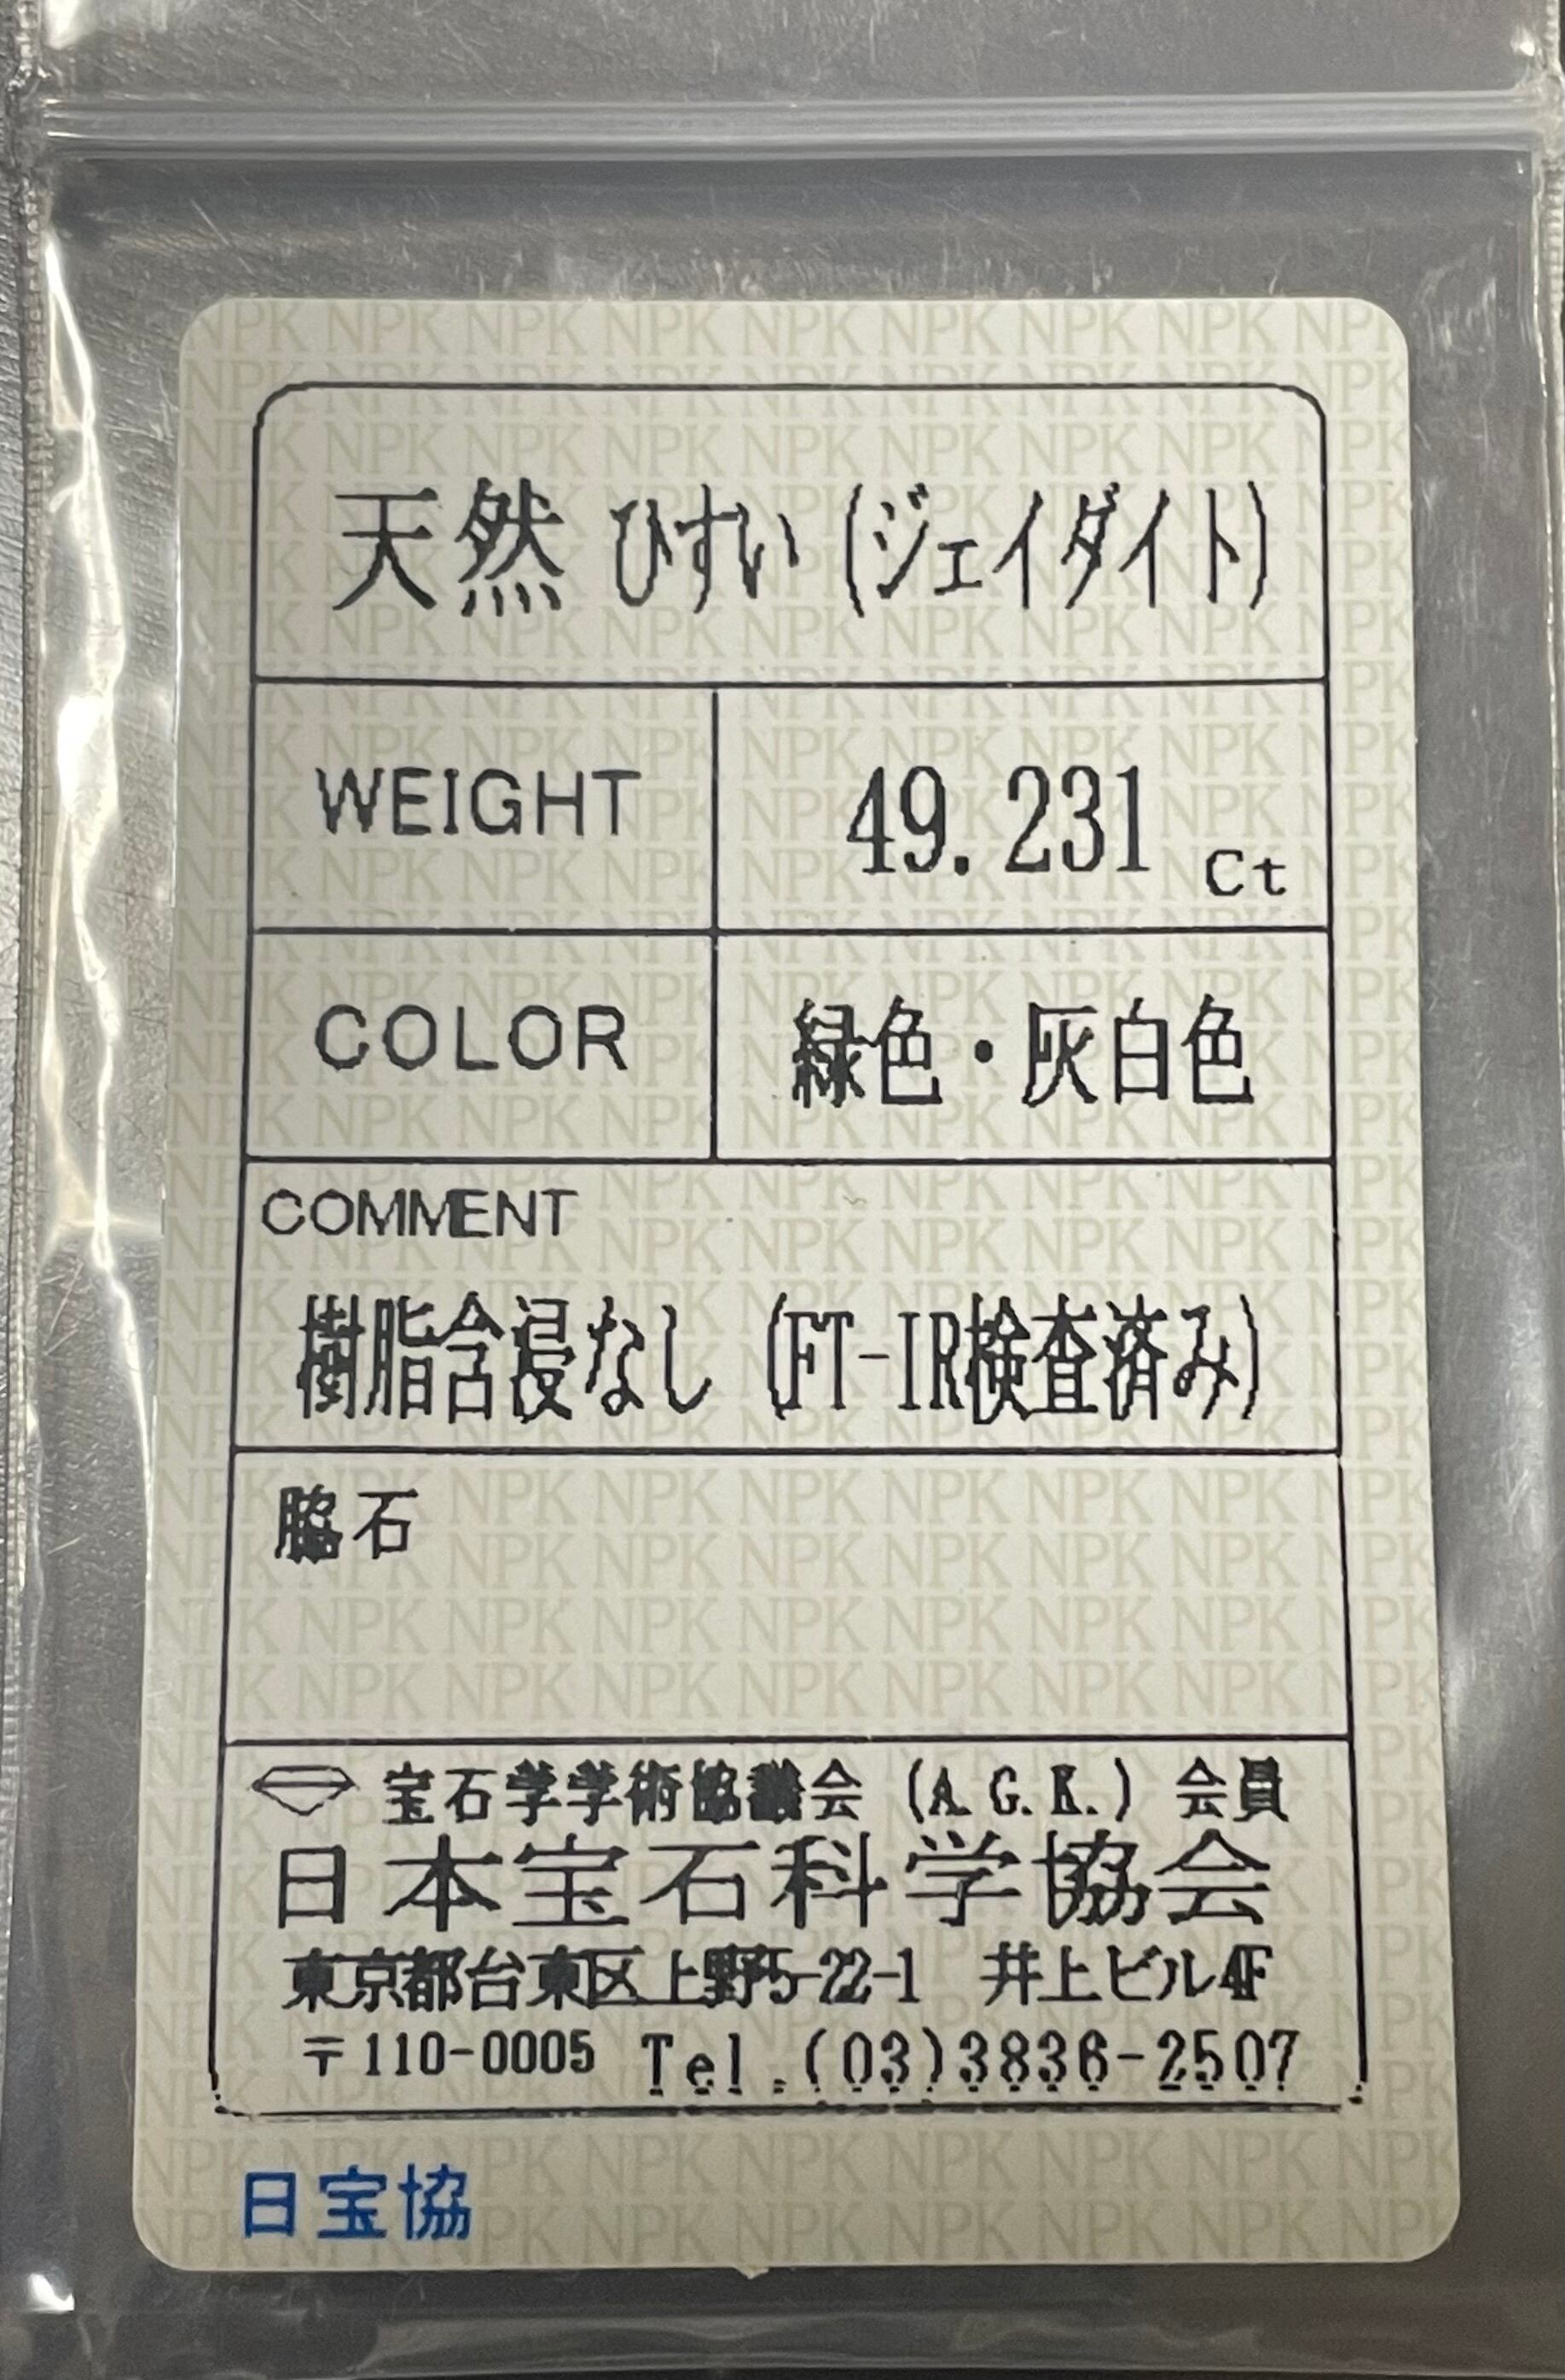 天然 ひすい (ジェイダイト)
WEIGHT 49.231 Ct
COLOR 緑色・灰白色
COMMENT
樹脂含浸なし (FT-IR検査済み)
脇石
宝石学学術協議会 (A.G.K.) 会員
日本宝石科学協会
東京都台東区上野5-22-1 井上ビル4F
〒110-0005 Tel.(03)3836-2507
日宝協
NPK